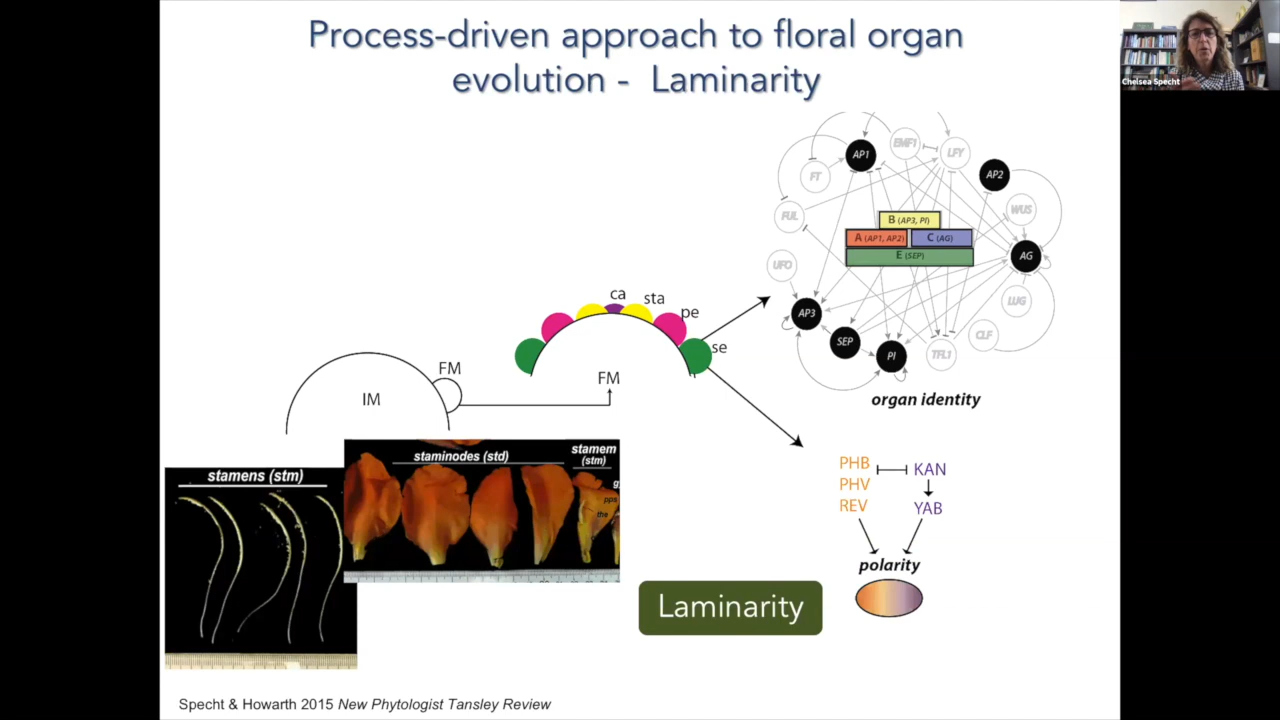 Process-driven approach to floral organ
evolution - Laminarity
Chelsea Specht
AP1
EMF1
LFY
FT
AP2
FUL
WUS
B (AP3, PI)
A (AP1, AP2)
C (AG)
E (SEP)
AG
UFO
LUG
AP3
SEP
PI
TFL1
CLF
organ identity
ca
sta
pe
se
FM
FM
IM
PHB
PHV
REV
KAN
YAB
polarity
stamens (stm)
staminodes (std)
stamem
(stm)
g
pps
the
Laminarity
Specht & Howarth 2015 New Phytologist Tansley Review